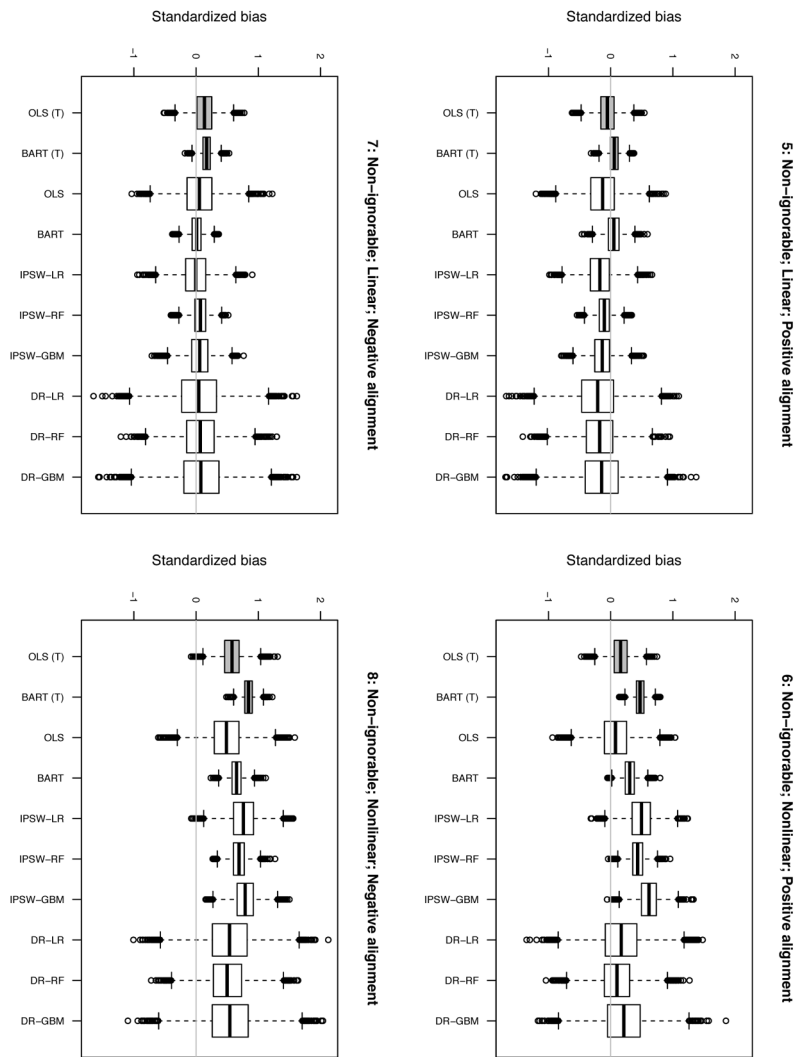 5: Non-ignorable; Linear; Positive alignment
Standardized bias
-1 0 1 2
OLS (T)
BART (T)
OLS
BART
IPSW-LR
IPSW-RF
IPSW-GBM
DR-LR
DR-RF
DR-GBM
6: Non-ignorable; Nonlinear; Positive alignment
Standardized bias
-1 0 1 2
OLS (T)
BART (T)
OLS
BART
IPSW-LR
IPSW-RF
IPSW-GBM
DR-LR
DR-RF
DR-GBM
7: Non-ignorable; Linear; Negative alignment
Standardized bias
-1 0 1 2
OLS (T)
BART (T)
OLS
BART
IPSW-LR
IPSW-RF
IPSW-GBM
DR-LR
DR-RF
DR-GBM
8: Non-ignorable; Nonlinear; Negative alignment
Standardized bias
-1 0 1 2
OLS (T)
BART (T)
OLS
BART
IPSW-LR
IPSW-RF
IPSW-GBM
DR-LR
DR-RF
DR-GBM